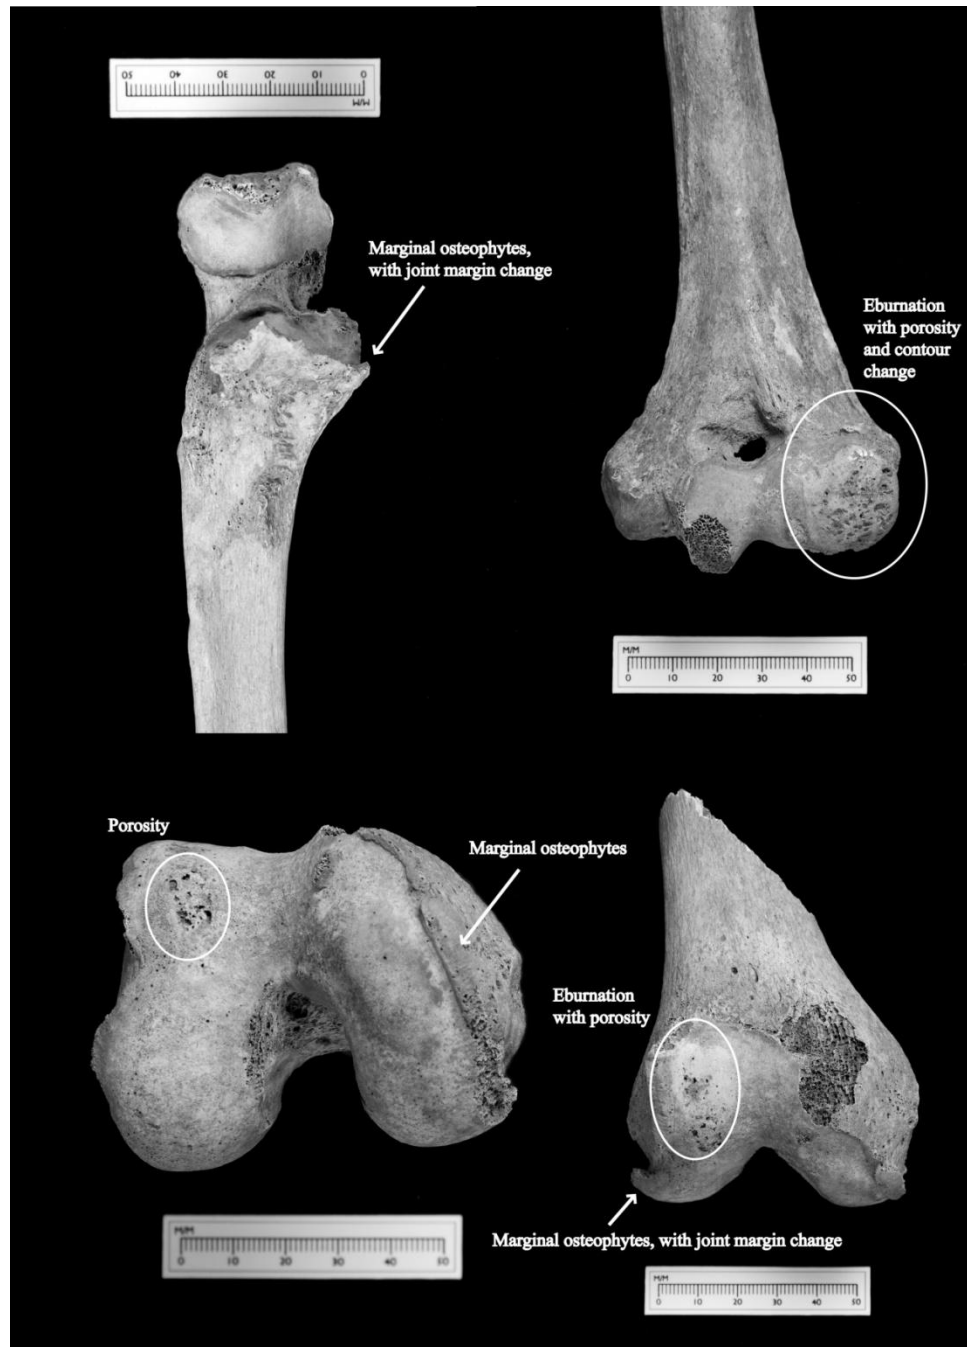 50 40 30 20 10 0
M/M
Marginal osteophytes,
with joint margin change
Eburnation
with porosity
and contour
change
M/M
0 10 20 30 40 50
Porosity
Marginal osteophytes
Eburnation
with porosity
M/M
0 10 20 30 40 50
Marginal osteophytes, with joint margin change
M/M
0 10 20 30 40 50